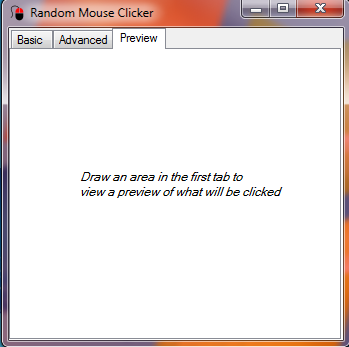 Random Mouse Clicker
Basic Advanced Preview
Draw an area in the first tab to
view a preview of what will be clicked